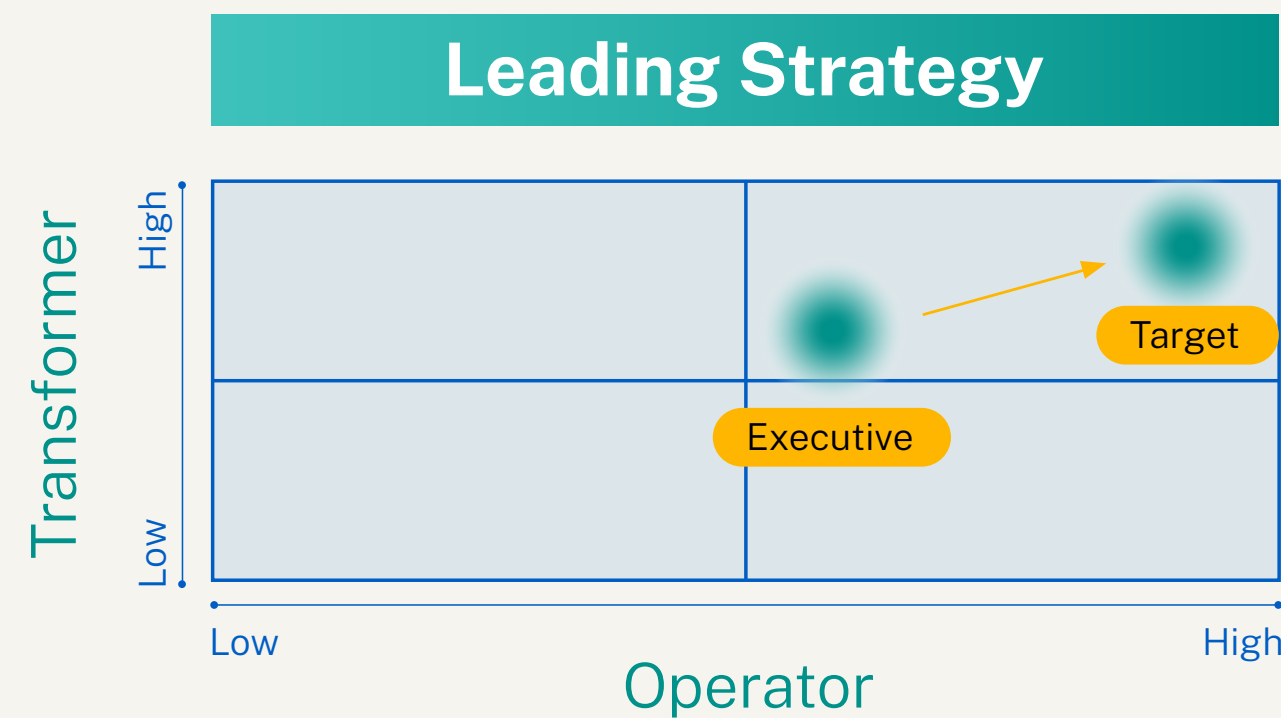 Leading Strategy
Transformer
High
Low
Executive
Target
Low
High
Operator